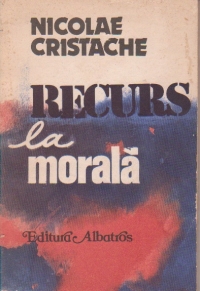 NICOLAE
CRISTACHE
RECURS
la
morală
Editura Albatros